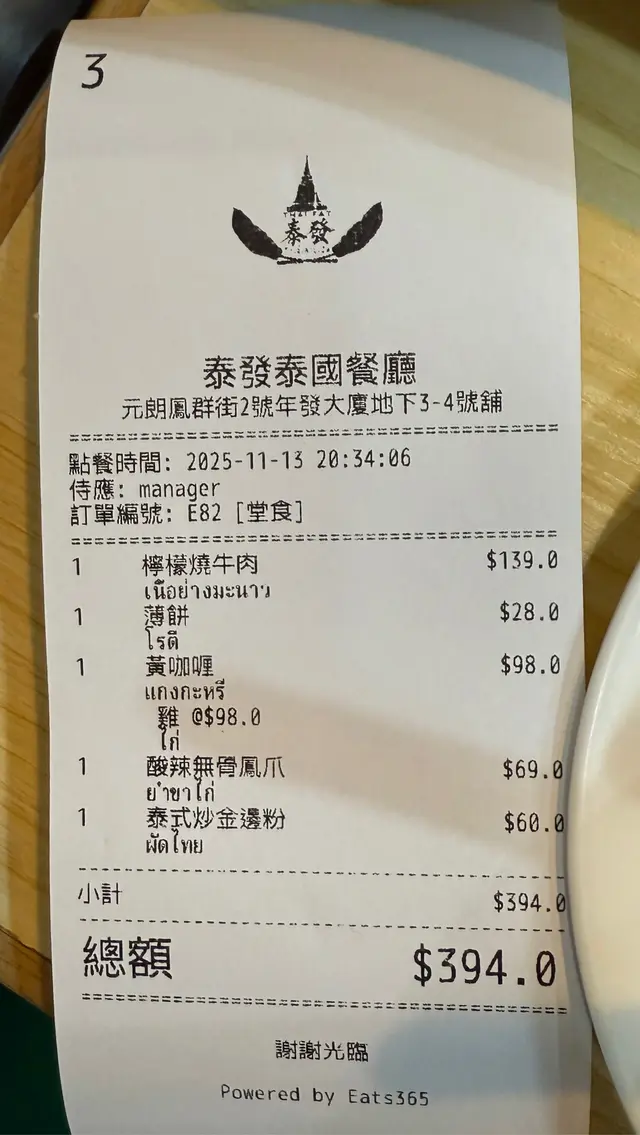 3
THAI FAT
泰發
泰發泰國餐廳
元朗鳳群街2號年發大廈地下3-4號舖
點餐時間: 2025-11-13 20:34:06
侍應: manager
訂單編號: E82 [堂食]
1 檸檬燒牛肉 $139.0
เนื้อย่างมะนาว
1 薄餅 $28.0
โรตี
1 黃咖喱 $98.0
แกงกะหรี่
雞 @$98.0
ไก่
1 酸辣無骨鳳爪 $69.0
ยำขาไก่
1 泰式炒金邊粉 $60.0
ผัดไทย
小計 $394.0
總額 $394.0
謝謝光臨
Powered by Eats365